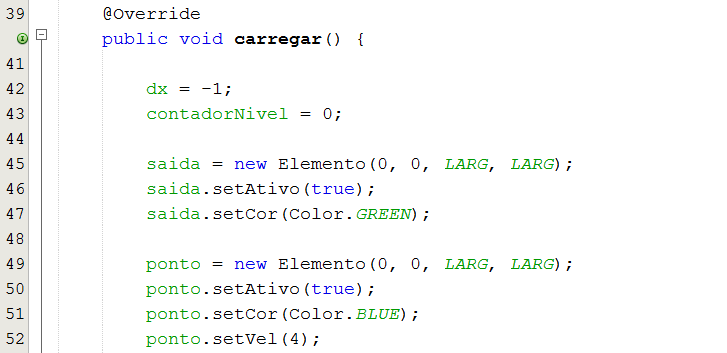 39 @Override
public void carregar() {
41
42 dx = -1;
43 contadorNivel = 0;
44
45 saida = new Elemento(0, 0, LARG, LARG);
46 saida.setAtivo(true);
47 saida.setCor(Color.GREEN);
48
49 ponto = new Elemento(0, 0, LARG, LARG);
50 ponto.setAtivo(true);
51 ponto.setCor(Color.BLUE);
52 ponto.setVel(4);